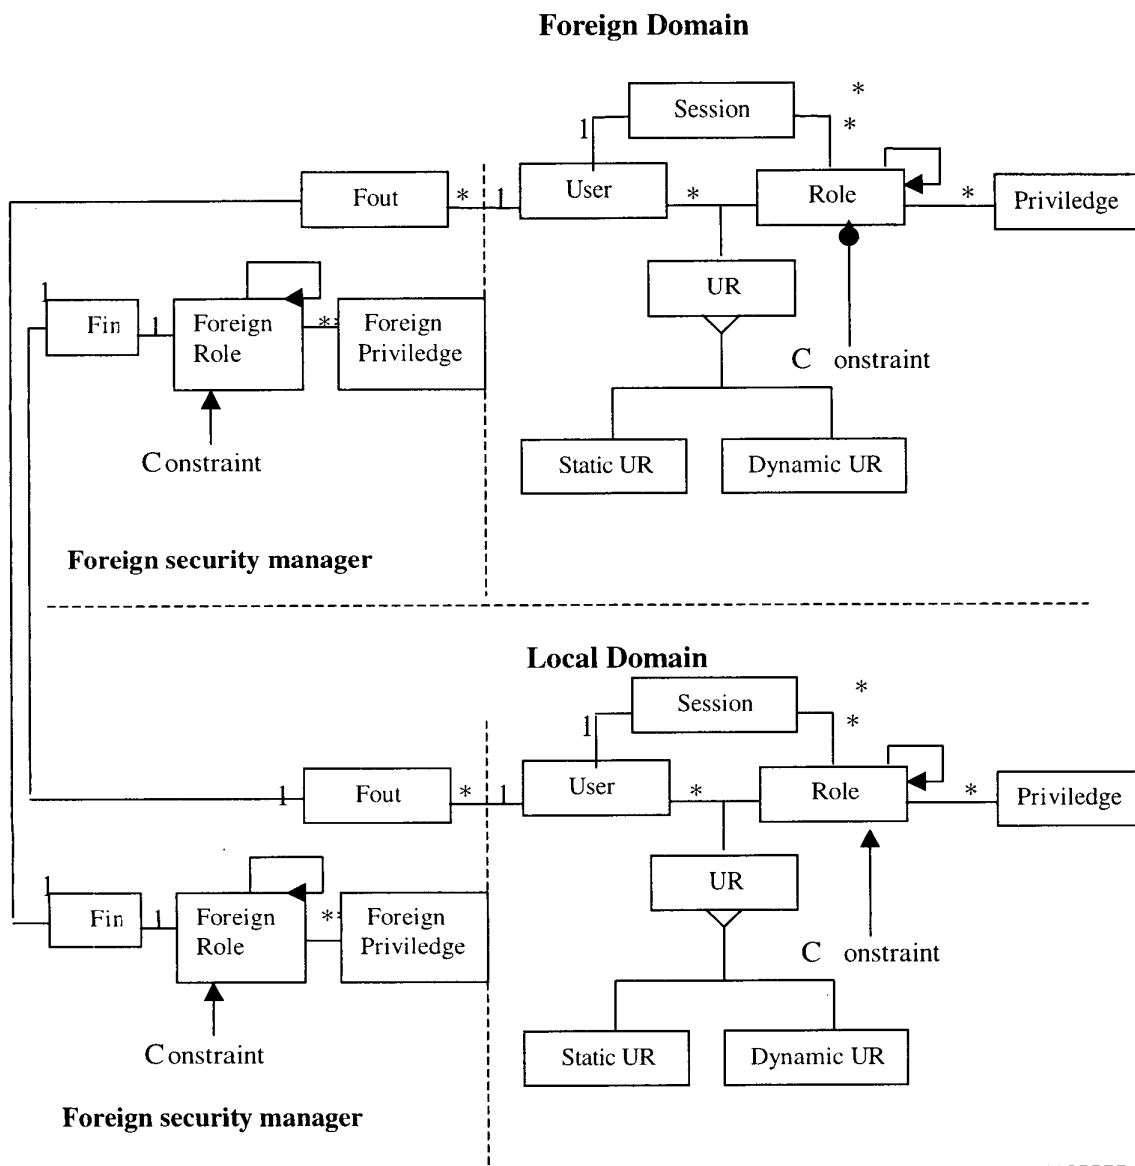 Foreign Domain
Session
*
*
1
Fout
*
1
User
*
Role
*
Priviledge
1
Fin
1
Foreign
Role
**
Foreign
Priviledge
UR
C onstraint
Static UR
Dynamic UR
C onstraint
Foreign security manager
Local Domain
Session
*
*
1
1
Fout
*
1
User
*
Role
*
Priviledge
1
Fin
1
Foreign
Role
**
Foreign
Priviledge
UR
C onstraint
Static UR
Dynamic UR
C onstraint
Foreign security manager